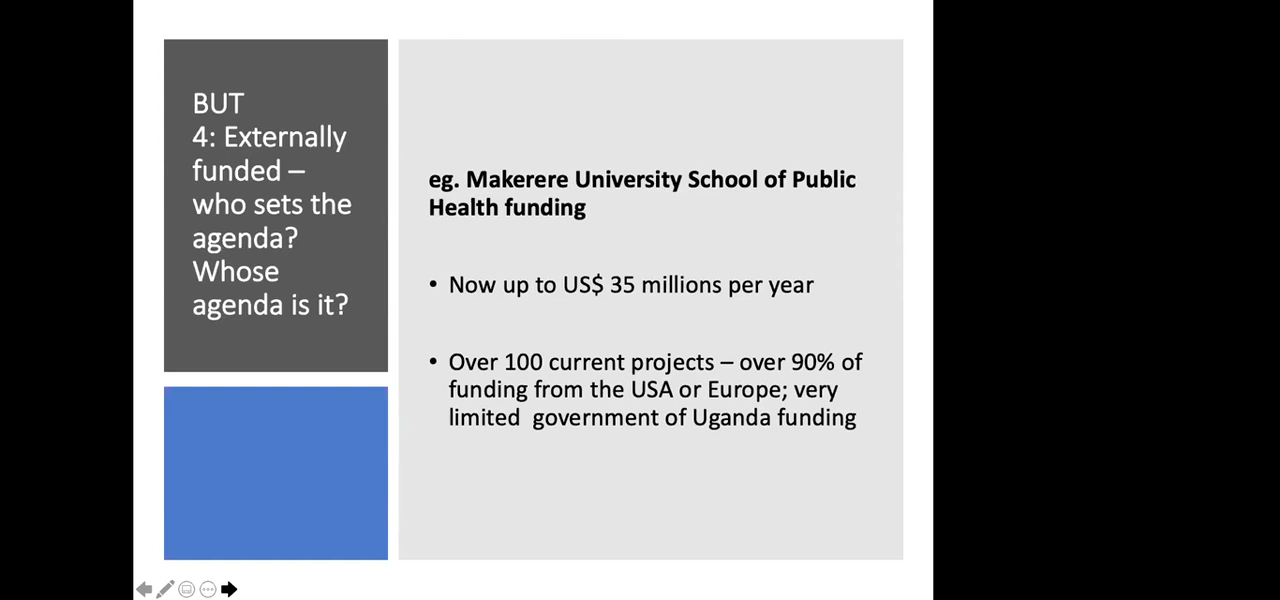 BUT
4: Externally
funded –
who sets the
agenda?
Whose
agenda is it?
eg. Makerere University School of Public
Health funding
• Now up to US$ 35 millions per year
• Over 100 current projects – over 90% of
funding from the USA or Europe; very
limited  government of Uganda funding